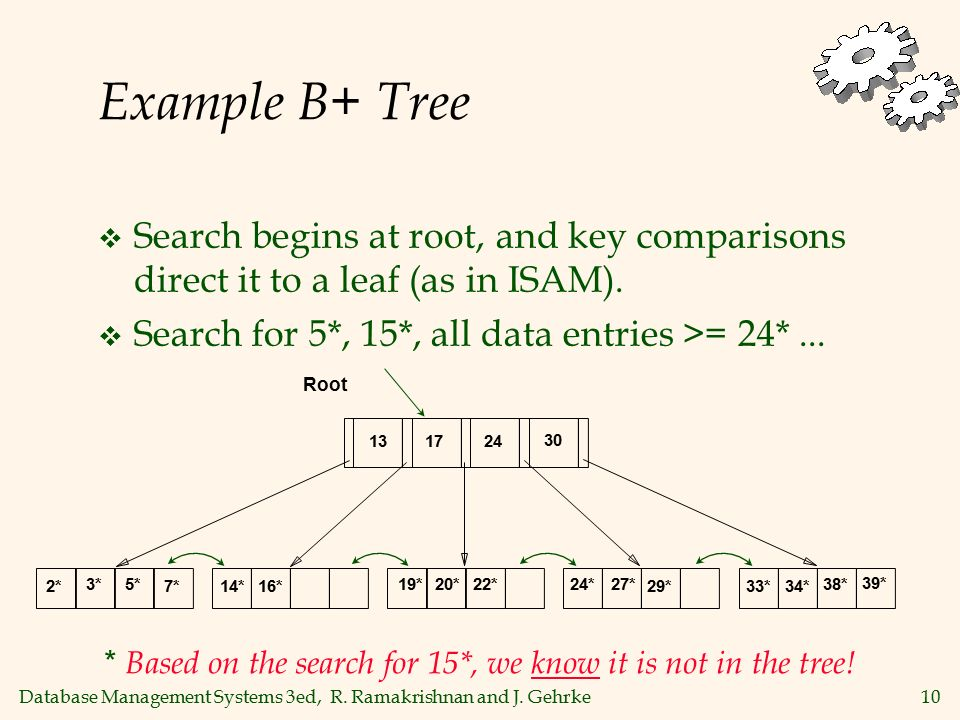 Example B+ Tree
❖ Search begins at root, and key comparisons
direct it to a leaf (as in ISAM).
❖ Search for 5*, 15*, all data entries >= 24* ...
Root
13 17 24 30
2* 3* 5* 7* 14* 16* 19* 20* 22* 24* 27* 29* 33* 34* 38* 39*
* Based on the search for 15*, we know it is not in the tree!
Database Management Systems 3ed, R. Ramakrishnan and J. Gehrke 10